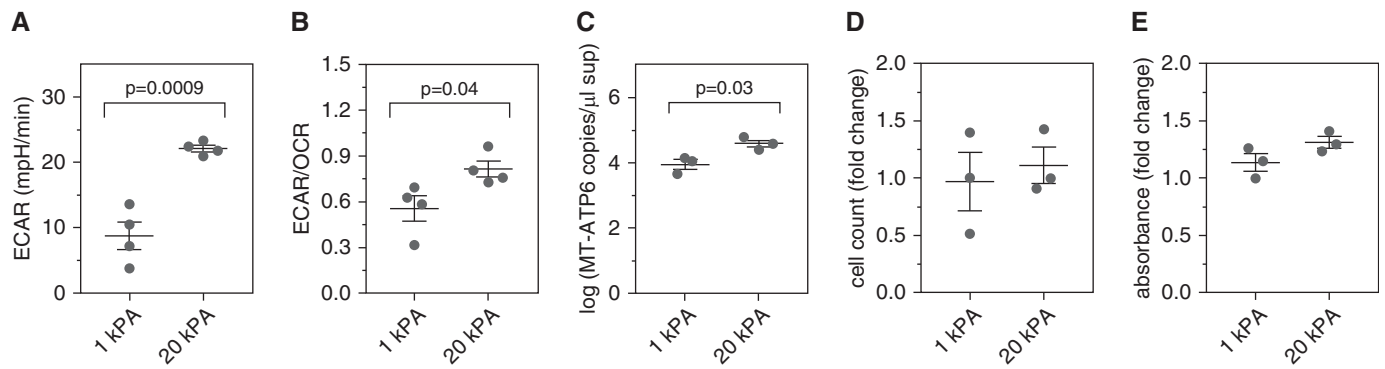 A
ECAR (mpH/min)
30
20
10
0
p=0.0009
1 kPA
20 kPA
B
ECAR/OCR
1.5
1.2
0.9
0.6
0.3
0.0
p=0.04
1 kPA
20 kPA
C
log (MT-ATP6 copies/µl sup)
6
4
2
0
p=0.03
1 kPA
20 kPA
D
cell count (fold change)
2.0
1.5
1.0
0.5
0.0
1 kPA
20 kPA
E
absorbance (fold change)
2.0
1.5
1.0
0.5
0.0
1 kPA
20 kPA